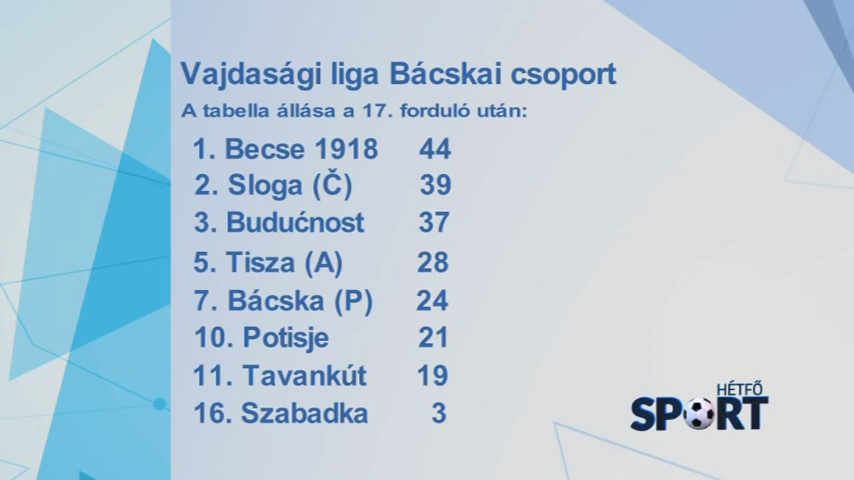 Vajdasági liga Bácskai csoport
A tabella állása a 17. forduló után:
1. Becse 1918 44
2. Sloga (Č) 39
3. Budućnost 37
5. Tisza (A) 28
7. Bácska (P) 24
10. Potisje 21
11. Tavankút 19
16. Szabadka 3
HÉTFŐ
SPORT